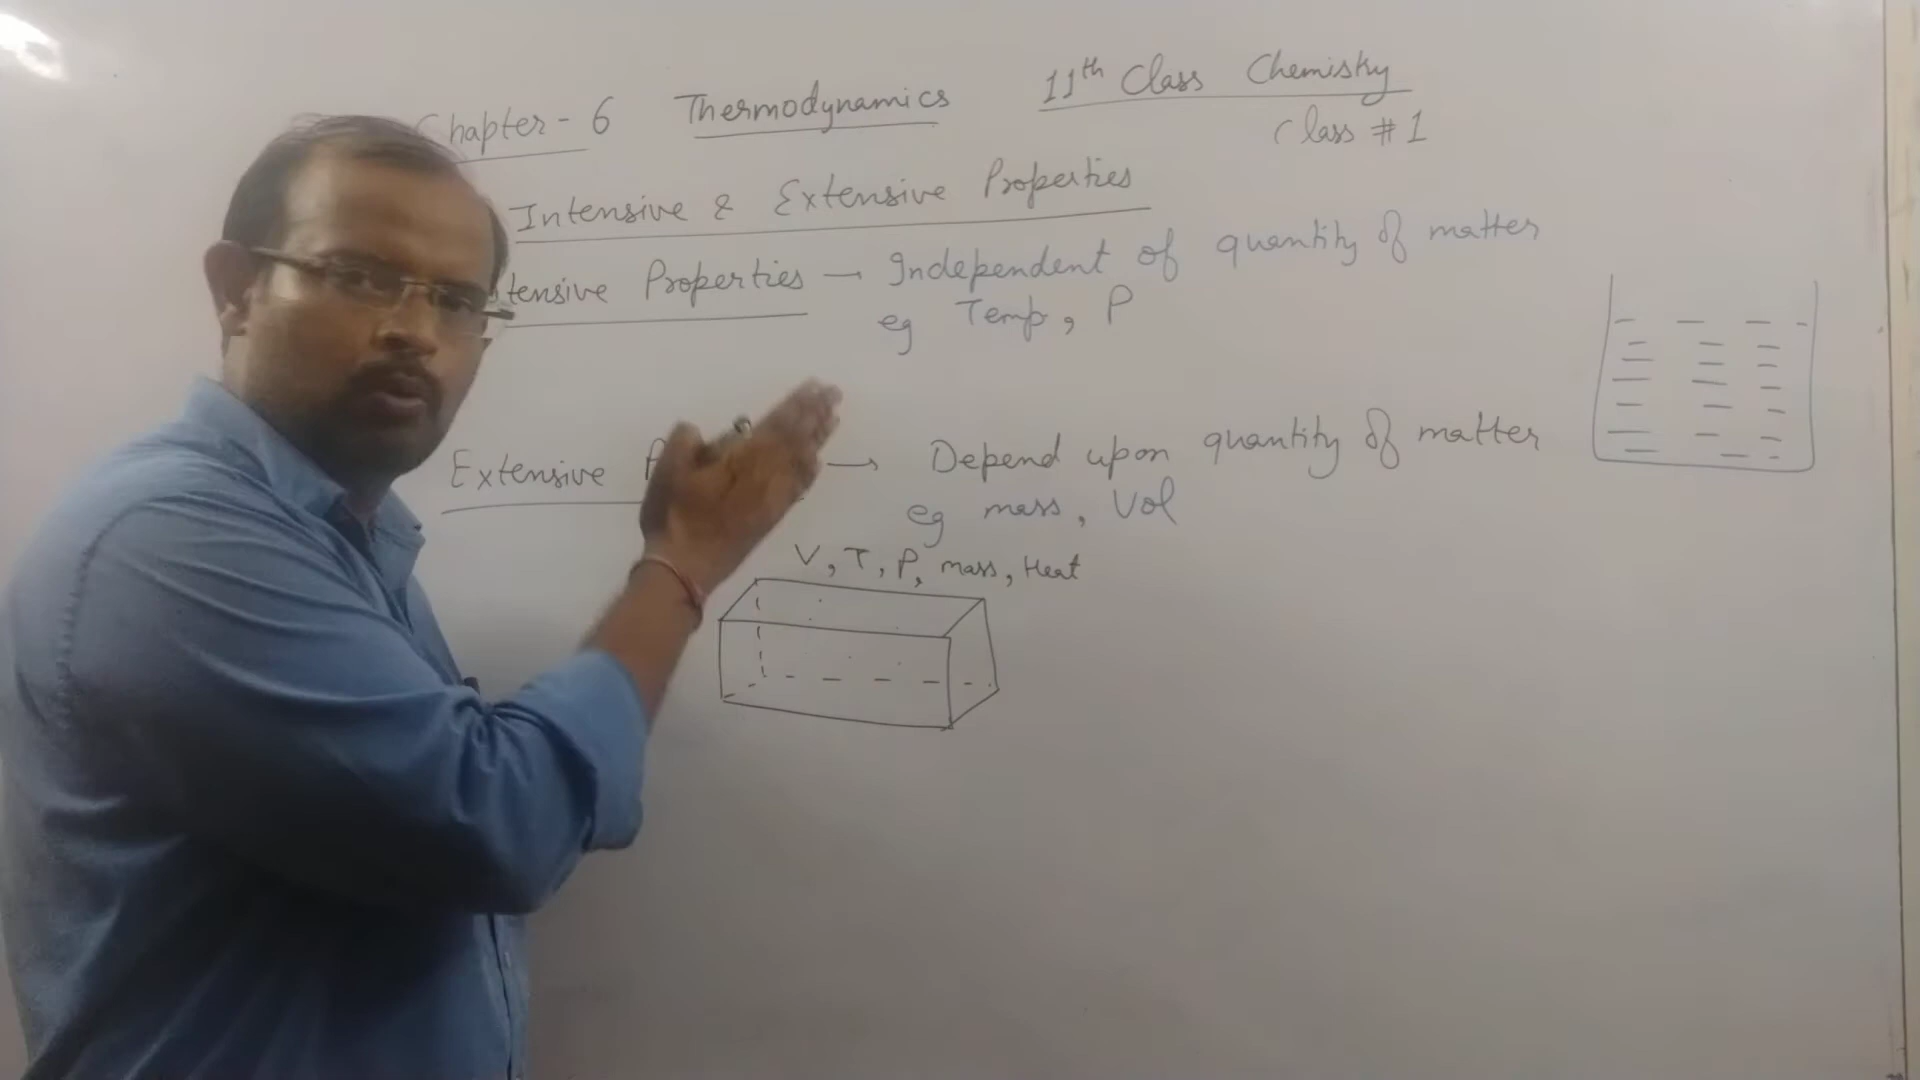 Chapter - 6 Thermodynamics 11th Class Chemistry
Class # 1
Intensive & Extensive Properties
tensive Properties → Independent of quantity of matter
eg Temp, P
Extensive → Depend upon quantity of matter
eg mass, Vol
V, T, P, mass, Heat